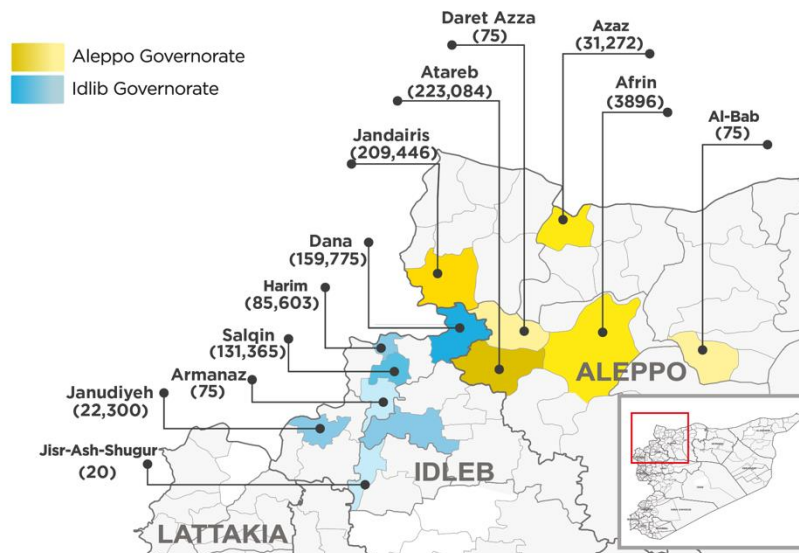 Aleppo Governorate
Idlib Governorate
Daret Azza
(75)
Azaz
(31,272)
Atareb
(223,084)
Afrin
(3896)
Jandairis
(209,446)
Al-Bab
(75)
Dana
(159,775)
Harim
(85,603)
Salqin
(131,365)
Armanaz
(75)
Janudiyeh
(22,300)
Jisr-Ash-Shugur
(20)
ALEPPO
IDLEB
LATTAKIA